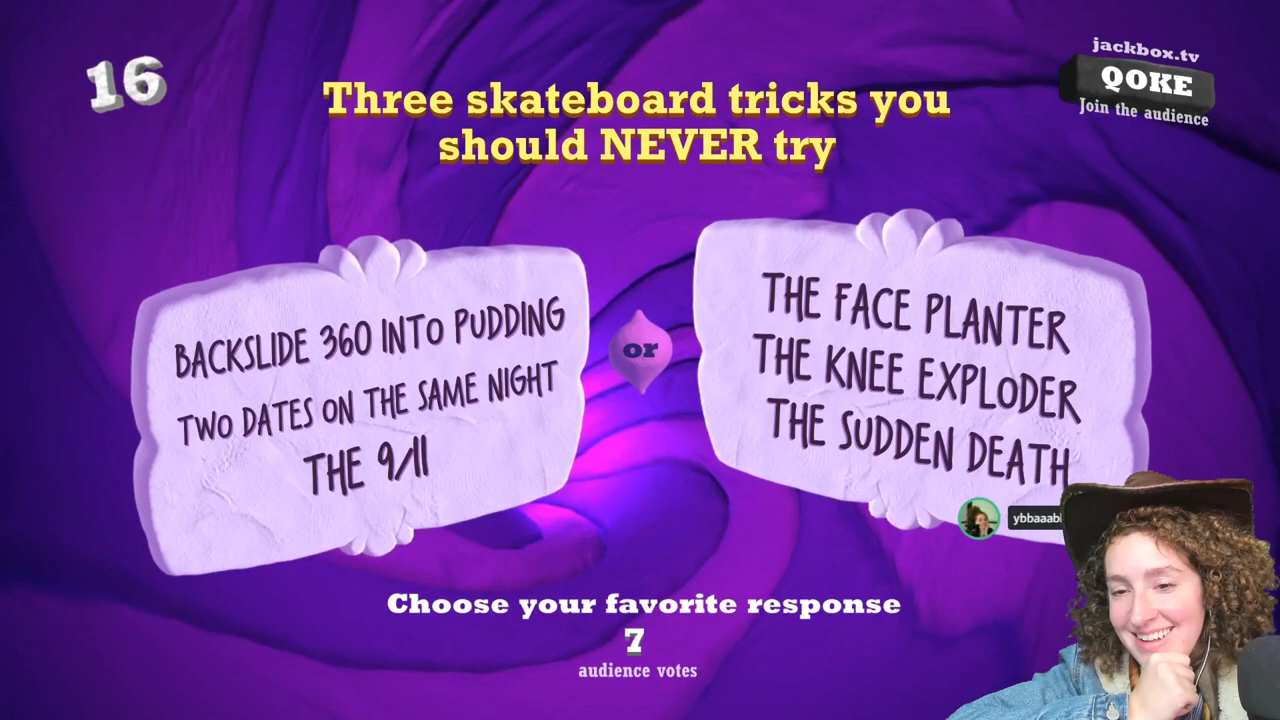 16
jackbox.tv
QOKE
Join the audience
Three skateboard tricks you
should NEVER try
BACKSLIDE 360 INTO PUDDING
TWO DATES ON THE SAME NIGHT
THE 9/11
or
THE FACE PLANTER
THE KNEE EXPLODER
THE SUDDEN DEATH
Choose your favorite response
7
audience votes